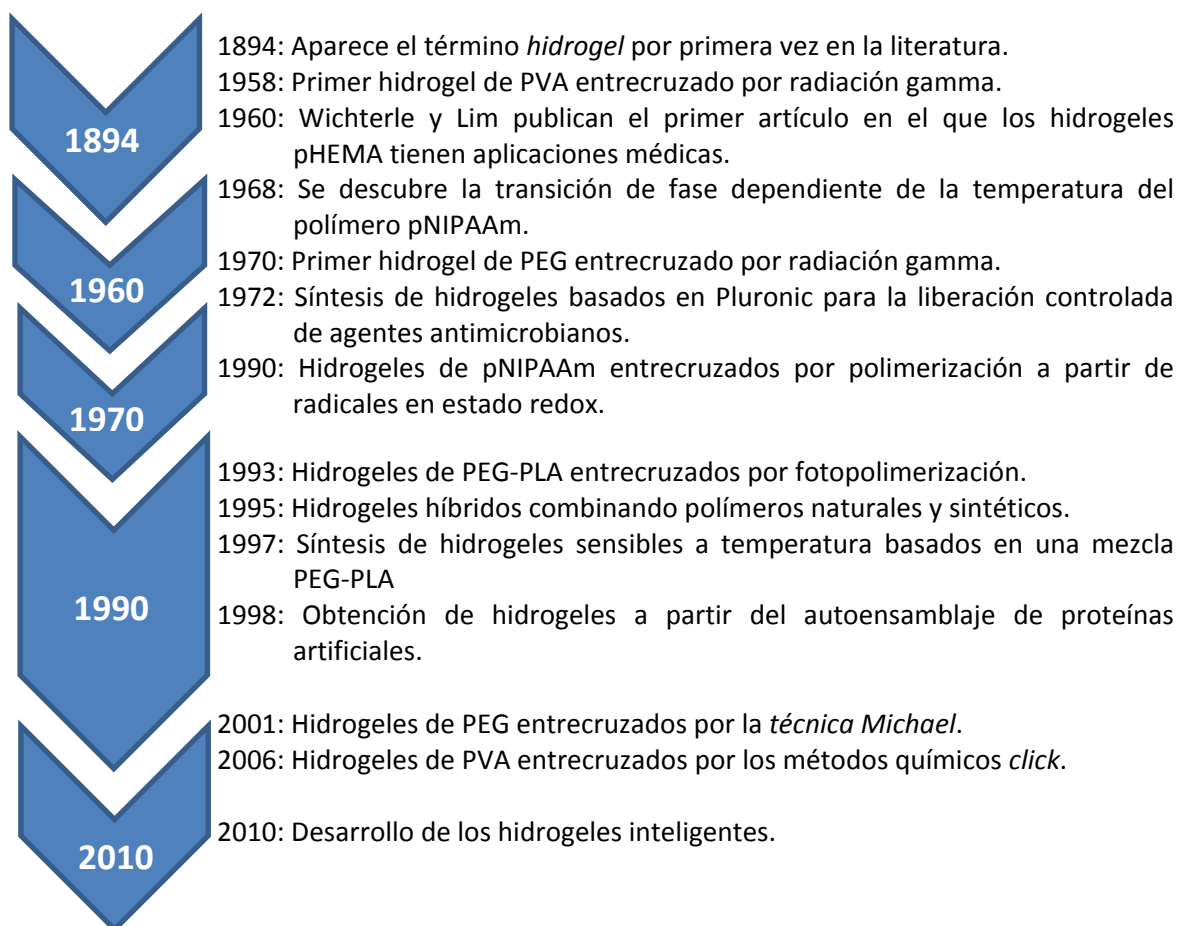 1894: Aparece el término hidrogel por primera vez en la literatura.
1958: Primer hidrogel de PVA entrecruzado por radiación gamma.
1960: Wichterle y Lim publican el primer artículo en el que los hidrogeles
pHEMA tienen aplicaciones médicas.
1968: Se descubre la transición de fase dependiente de la temperatura del
polímero pNIPAAm.
1970: Primer hidrogel de PEG entrecruzado por radiación gamma.
1972: Síntesis de hidrogeles basados en Pluronic para la liberación controlada
de agentes antimicrobianos.
1990: Hidrogeles de pNIPAAm entrecruzados por polimerización a partir de
radicales en estado redox.
1993: Hidrogeles de PEG-PLA entrecruzados por fotopolimerización.
1995: Hidrogeles híbridos combinando polímeros naturales y sintéticos.
1997: Síntesis de hidrogeles sensibles a temperatura basados en una mezcla
PEG-PLA
1998: Obtención de hidrogeles a partir del autoensamblaje de proteínas
artificiales.
2001: Hidrogeles de PEG entrecruzados por la técnica Michael.
2006: Hidrogeles de PVA entrecruzados por los métodos químicos click.
2010: Desarrollo de los hidrogeles inteligentes.
1894
1960
1970
1990
2010